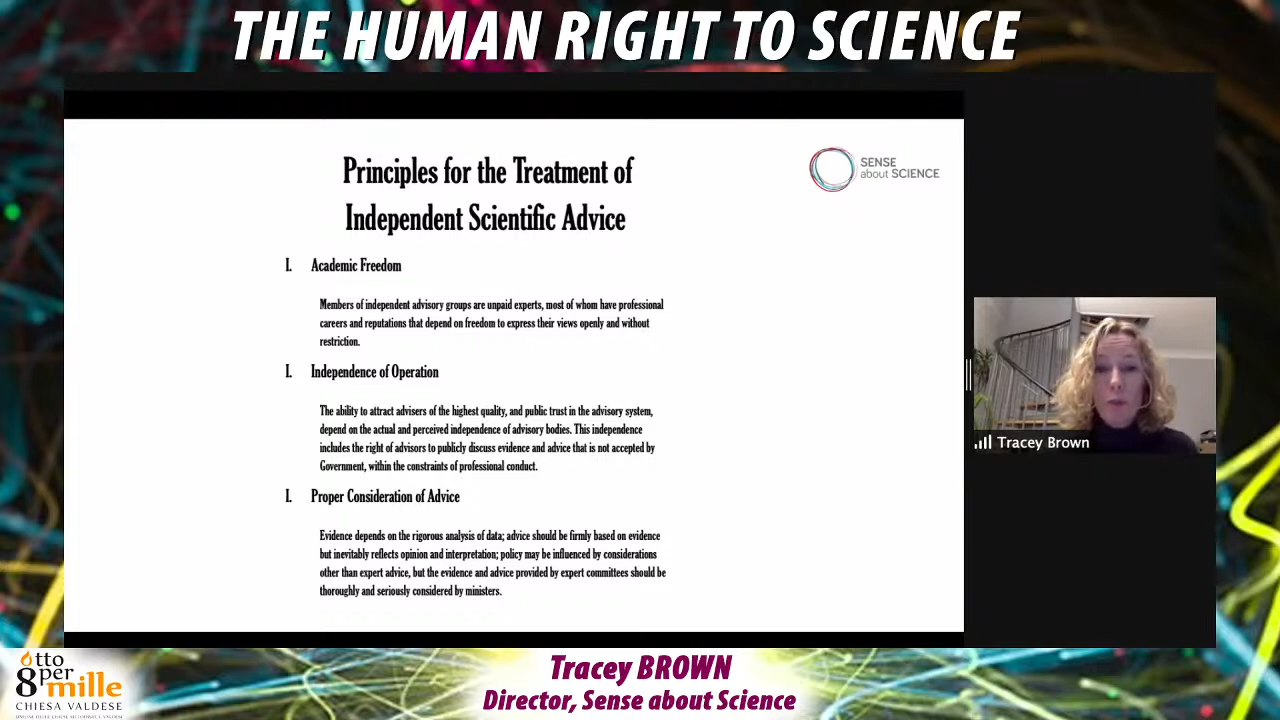 THE HUMAN RIGHT TO SCIENCE
Principles for the Treatment of
Independent Scientific Advice
SENSE
about SCIENCE
I. Academic Freedom
Members of independent advisory groups are unpaid experts, most of whom have professional
careers and reputations that depend on freedom to express their views openly and without
restriction.
I. Independence of Operation
The ability to attract advisers of the highest quality, and public trust in the advisory system,
depend on the actual and perceived independence of advisory bodies. This independence
includes the right of advisors to publicly discuss evidence and advice that is not accepted by
Government, within the constraints of professional conduct.
I. Proper Consideration of Advice
Evidence depends on the rigorous analysis of data; advice should be firmly based on evidence
but inevitably reflects opinion and interpretation; policy may be influenced by considerations
other than expert advice, but the evidence and advice provided by expert committees should be
thoroughly and seriously considered by ministers.
Tracey Brown
8tto
per
mille
CHIESA VALDESE
Tracey BROWN
Director, Sense about Science